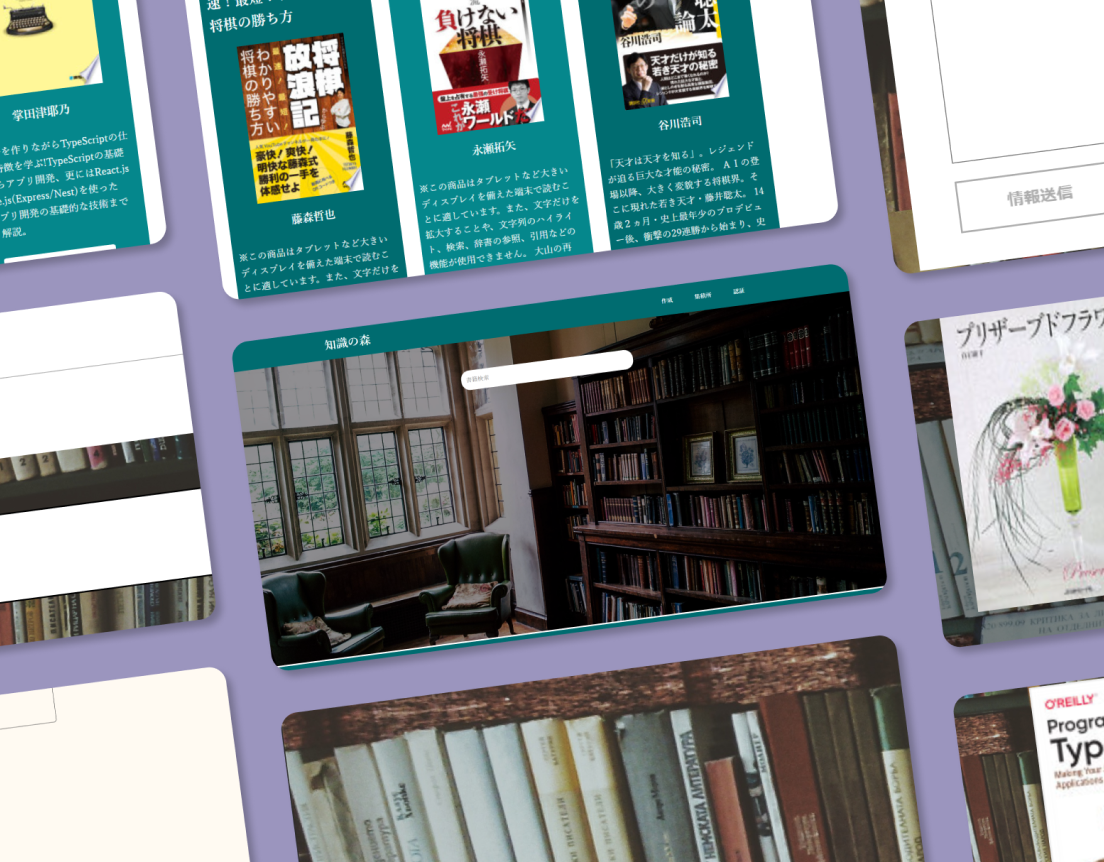 掌田津耶乃
を作りながらTypeScriptの仕
特徴を学ぶ!TypeScriptの基礎
らアプリ開発、更にはReact.js
e.js(Express/Nest)を使った
プリ開発の基礎的な技術まで
解説。
将棋の勝ち方
将棋
放浪記
わかりやすい
将棋の勝ち方
藤森哲也
豪快!爽快!
明快な藤森式
勝利の一手を
体感せよ
藤森哲也
※この商品はタブレットなど大きい
ディスプレイを備えた端末で読むこ
とに適しています。また、文字だけを
負けない
将棋
永瀬拓矢
永瀬
ワールド
永瀬拓矢
※この商品はタブレットなど大きい
ディスプレイを備えた端末で読むこ
とに適しています。また、文字だけを
拡大することや、文字列のハイライ
ト、検索、辞書の参照、引用などの
機能が使用できません。 大山の再
論 太
谷川浩司
天才だけが知る
若き天才の秘密
谷川浩司
「天才は天才を知る」。レジェンド
が迫る巨大な才能の秘密。 ＡＩの登
場以降、大きく変貌する将棋界。そ
こに現れた若き天才・藤井聡太。 14
歳２ヵ月・史上最年少のプロデビュ
ー後、衝撃の29連勝から始まり、史
情報送信
知識の森
作成
集積所
認証
書籍検索
プリザーブドフラワ
12
КРИТИКА ЗА
НА ОТДЕЛНИ
НЕМСКАТА ЛИТЕРАТУРА
ПИСАТЕЛИ
O'REILLY
Progra
Typ
Making Your
Applications